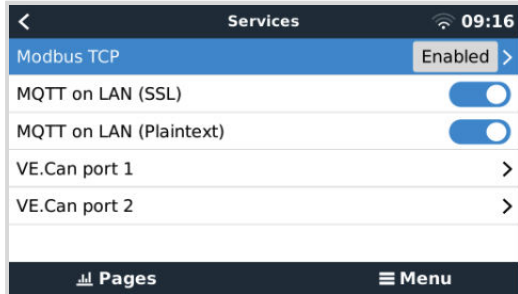 Services 09:16
Modbus TCP Enabled
MQTT on LAN (SSL)
MQTT on LAN (Plaintext)
VE.Can port 1
VE.Can port 2
Pages Menu